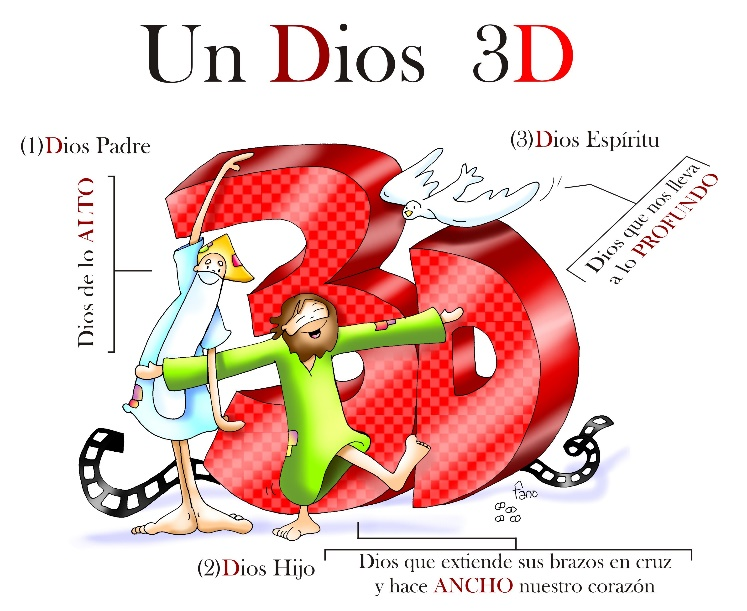 Un Dios 3D
(1)Dios Padre
(3)Dios Espíritu
Dios de lo ALTO
Dios que nos lleva
a lo PROFUNDO
3D
fano
(2)Dios Hijo
Dios que extiende sus brazos en cruz
y hace ANCHO nuestro corazón